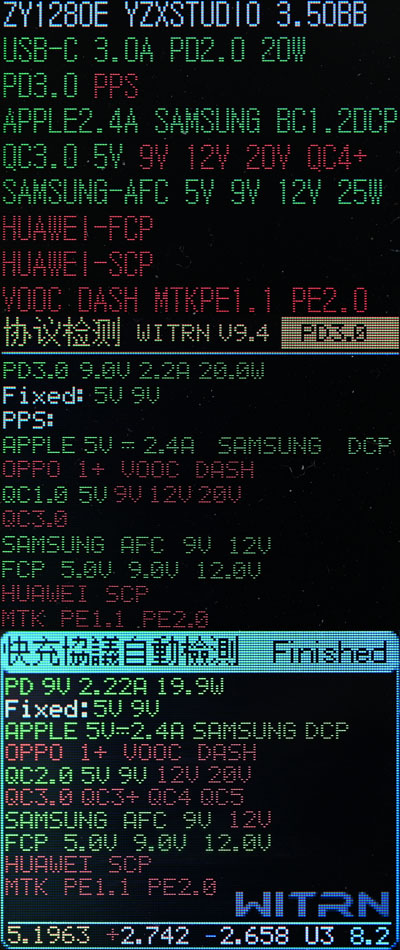 ZY1280E YZXSTUDIO 3.50BB
USB-C 3.0A PD2.0 20W
PD3.0 PPS
APPLE2.4A SAMSUNG BC1.2DCP
QC3.0 5V 9V 12V 20V QC4+
SAMSUNG-AFC 5V 9V 12V 25W
HUAWEI-FCP
HUAWEI-SCP
VOOC DASH MTKPE1.1 PE2.0
协议检测 WITRN V9.4 PD3.0
PD3.0 9.0V 2.2A 20.0W
Fixed: 5V 9V
PPS:
APPLE 5V=2.4A SAMSUNG DCP
OPPO 1+ VOOC DASH
QC1.0 5V 9V 12V 20V
QC3.0
SAMSUNG AFC 9V 12V
FCP 5.0V 9.0V 12.0V
HUAWEI SCP
MTK PE1.1 PE2.0
快充協議自動檢測 Finished
PD 9V 2.22A 19.9W
Fixed: 5V 9V
APPLE 5V=2.4A SAMSUNG DCP
OPPO 1+ VOOC DASH
QC2.0 5V 9V 12V 20V
QC3.0 QC3+ QC4 QC5
SAMSUNG AFC 9V 12V
FCP 5.0V 9.0V 12.0V
HUAWEI SCP
MTK PE1.1 PE2.0
WITRN
5.1963 +2.742 -2.658 U3 8.2